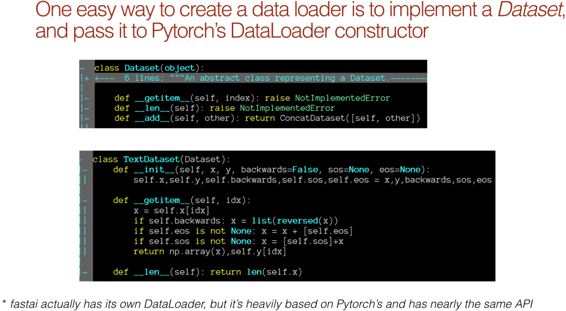 One easy way to create a data loader is to implement a Dataset,
and pass it to Pytorch's DataLoader constructor
class Dataset(object):
+--- 6 lines: """An abstract class representing a Dataset.-------
def __getitem__(self, index): raise NotImplementedError
def __len__(self): raise NotImplementedError
def __add__(self, other): return ConcatDataset([self, other])
class TextDataset(Dataset):
def __init__(self, x, y, backwards=False, sos=None, eos=None):
self.x,self.y,self.backwards,self.sos,self.eos = x,y,backwards,sos,eos
def __getitem__(self, idx):
x = self.x[idx]
if self.backwards: x = list(reversed(x))
if self.eos is not None: x = x + [self.eos]
if self.sos is not None: x = [self.sos]+x
return np.array(x),self.y[idx]
def __len__(self): return len(self.x)
* fastai actually has its own DataLoader, but it's heavily based on Pytorch's and has nearly the same API